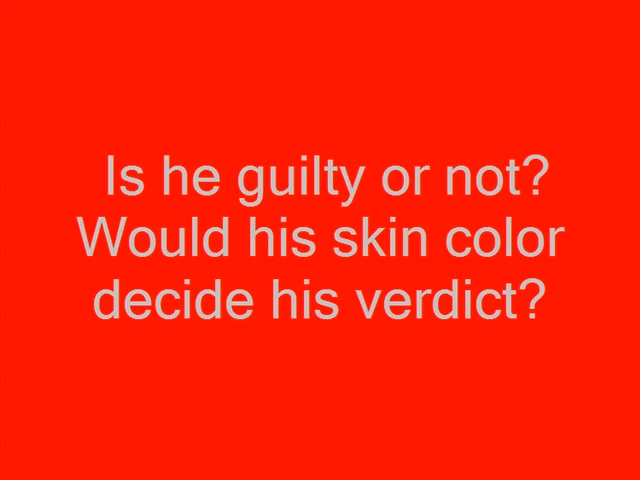 Is he guilty or not?
Would his skin color
decide his verdict?